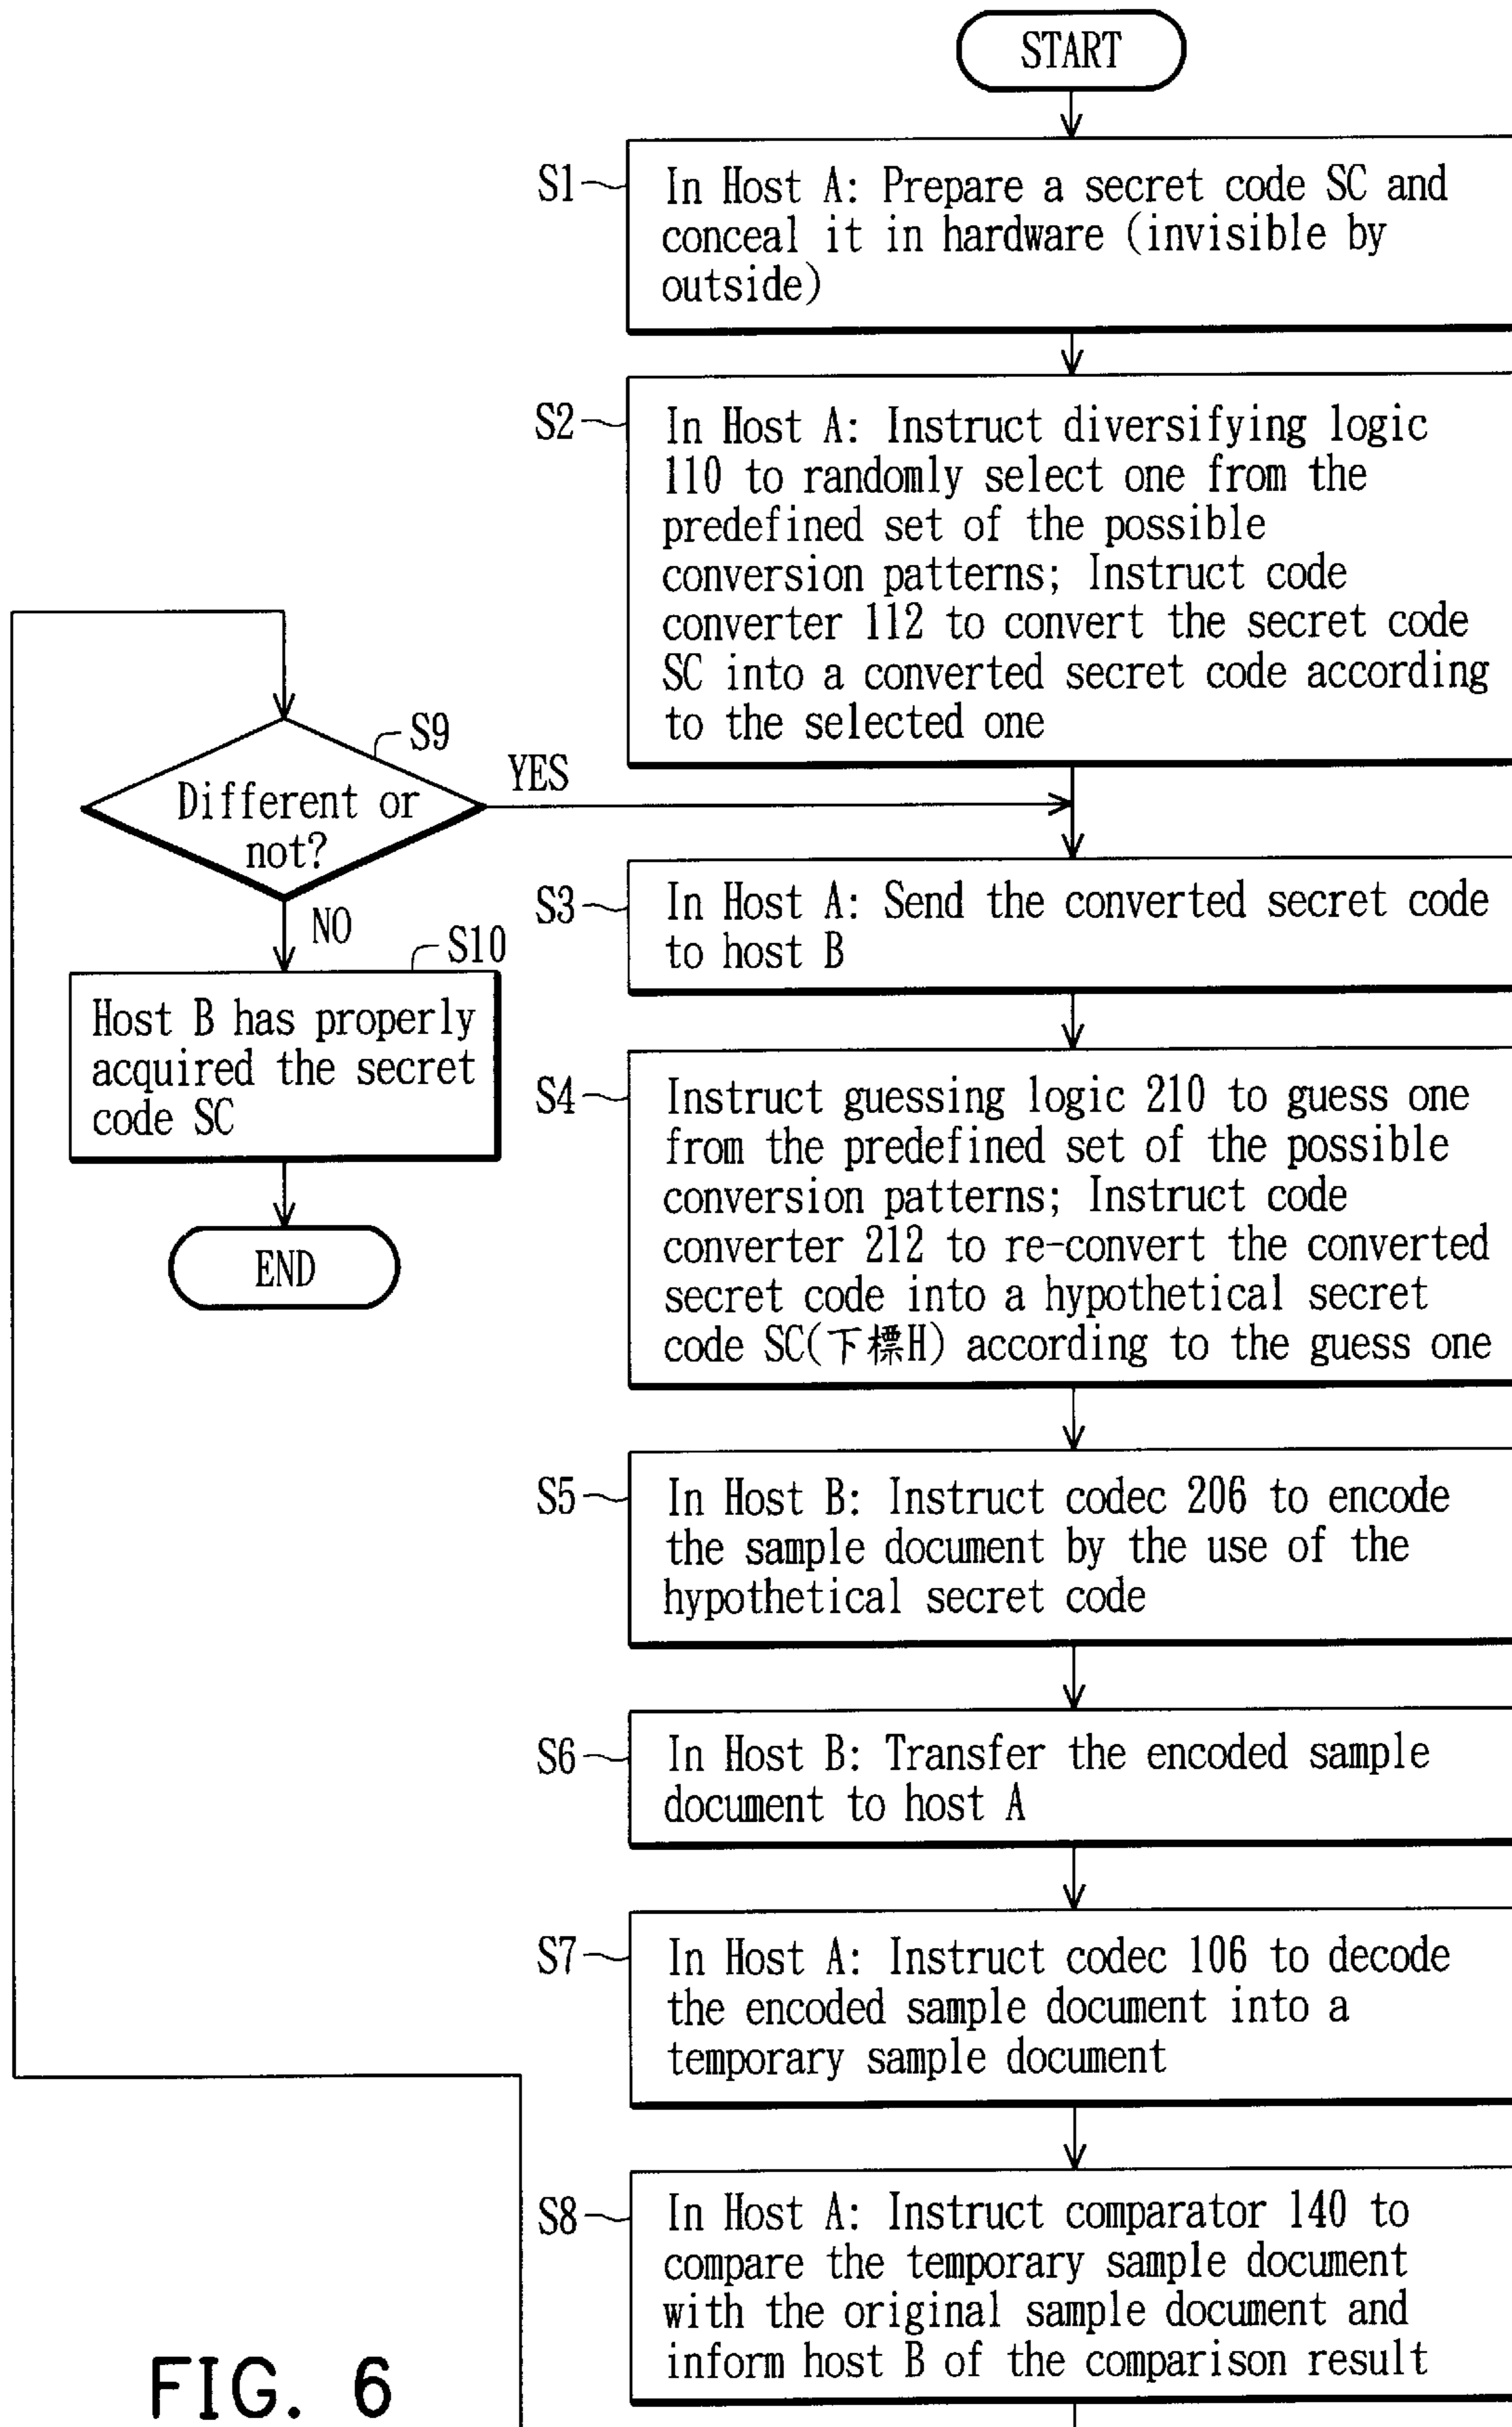 START
S1
In Host A: Prepare a secret code SC and
conceal it in hardware (invisible by
outside)
S2
In Host A: Instruct diversifying logic
110 to randomly select one from the
predefined set of the possible
conversion patterns; Instruct code
converter 112 to convert the secret code
SC into a converted secret code according
to the selected one
S3
In Host A: Send the converted secret code
to host B
S4
Instruct guessing logic 210 to guess one
from the predefined set of the possible
conversion patterns; Instruct code
converter 212 to re-convert the converted
secret code into a hypothetical secret
code SC(下標H) according to the guess one
S5
In Host B: Instruct codec 206 to encode
the sample document by the use of the
hypothetical secret code
S6
In Host B: Transfer the encoded sample
document to host A
S7
In Host A: Instruct codec 106 to decode
the encoded sample document into a
temporary sample document
S8
In Host A: Instruct comparator 140 to
compare the temporary sample document
with the original sample document and
inform host B of the comparison result
S9
Different or
not?
YES
NO
S10
Host B has properly
acquired the secret
code SC
END
FIG. 6